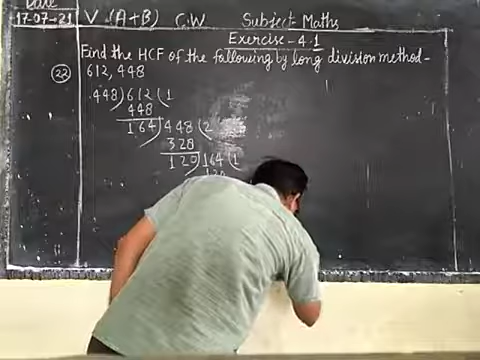 Date
17-07-21 V (A+B) C.W Subject Maths
Exercise-4.1
Find the HCF of the following by long division method-
(22) 612, 448
448) 612 (1
448
164) 448 (2
328
120) 164 (1
120